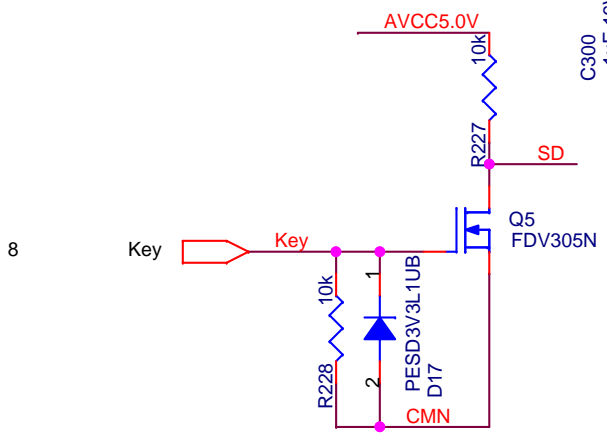 AVCC5.0V
10k
R227
C300
SD
Q5
FDV305N
8
Key
Key
10k
R228
1
2
PESD3V3L1UB
D17
CMN